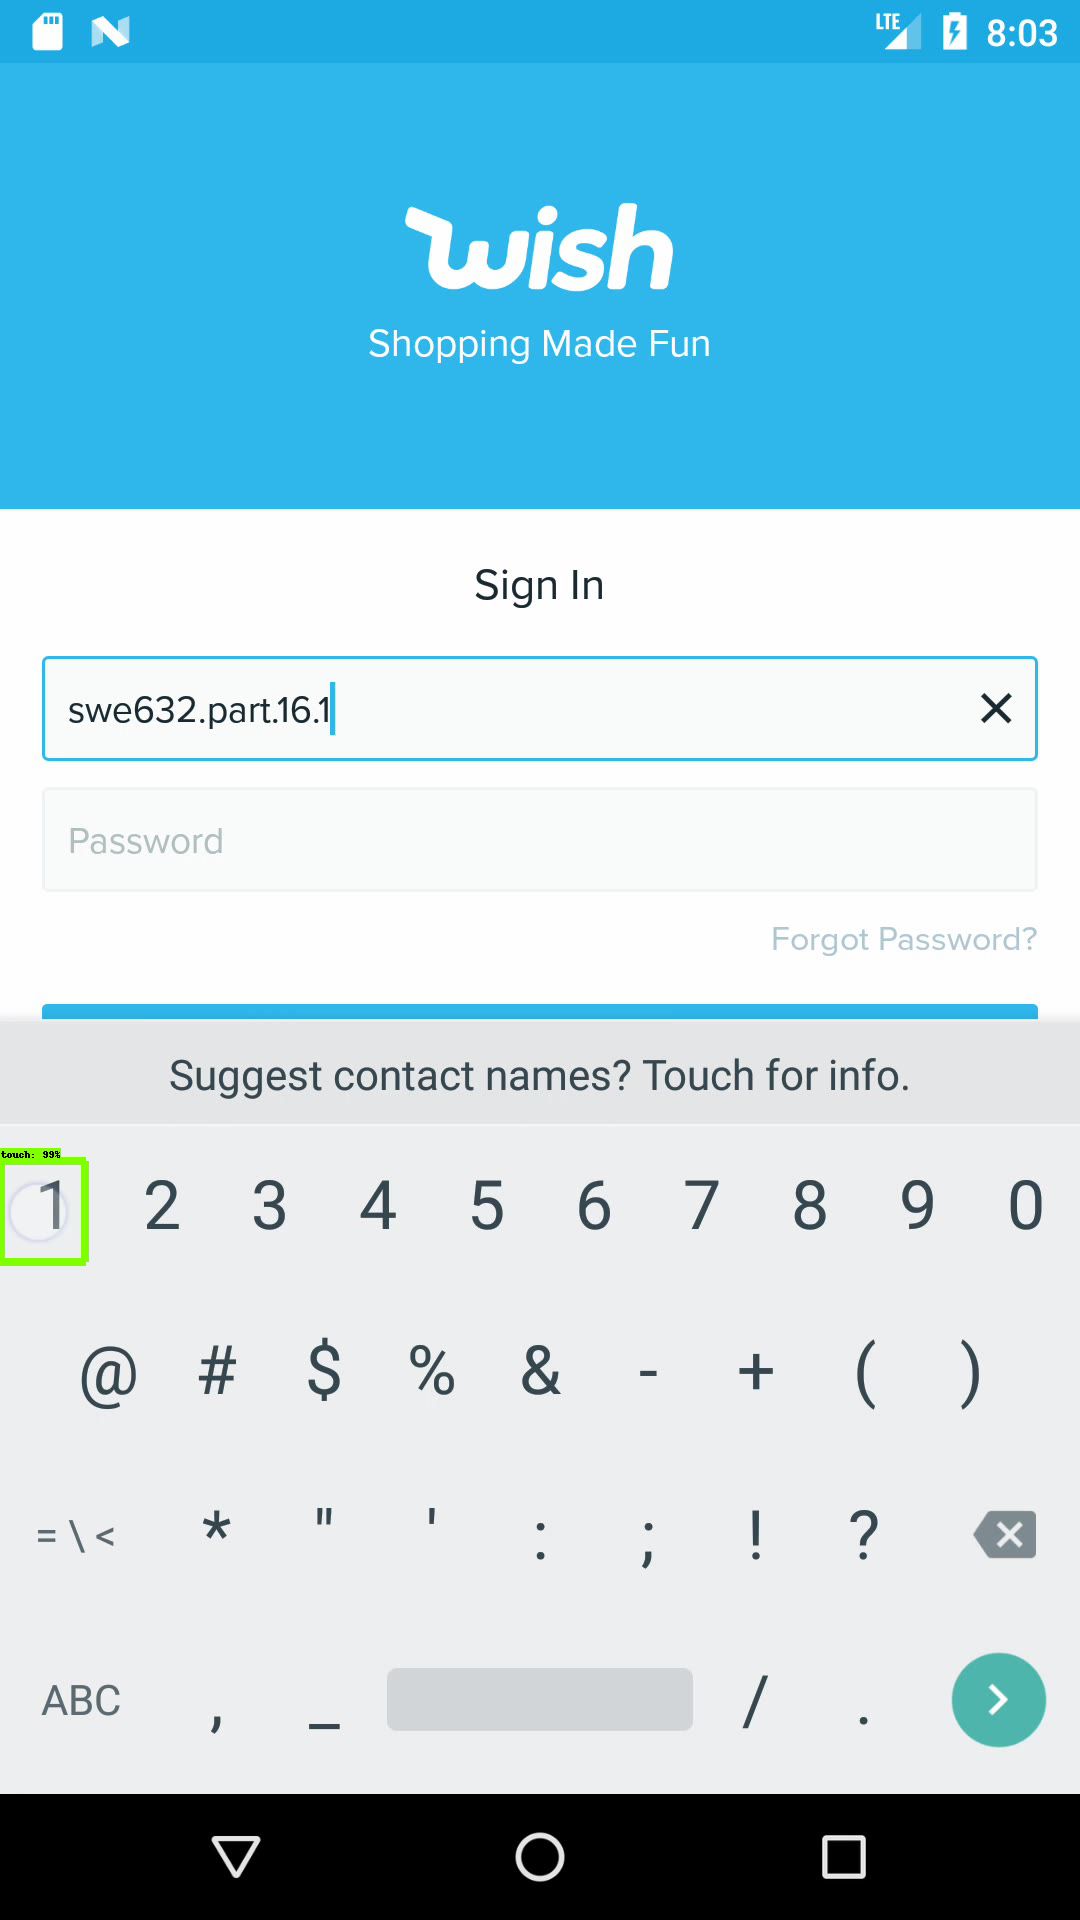 LTE 8:03
wish
Shopping Made Fun
Sign In
swe632.part.16.1
Password
Forgot Password?
Suggest contact names? Touch for info.
touch: 99%
1 2 3 4 5 6 7 8 9 0
@ # $ % & - + ( )
= \ < * " ' : ; ! ?
ABC , _ / .